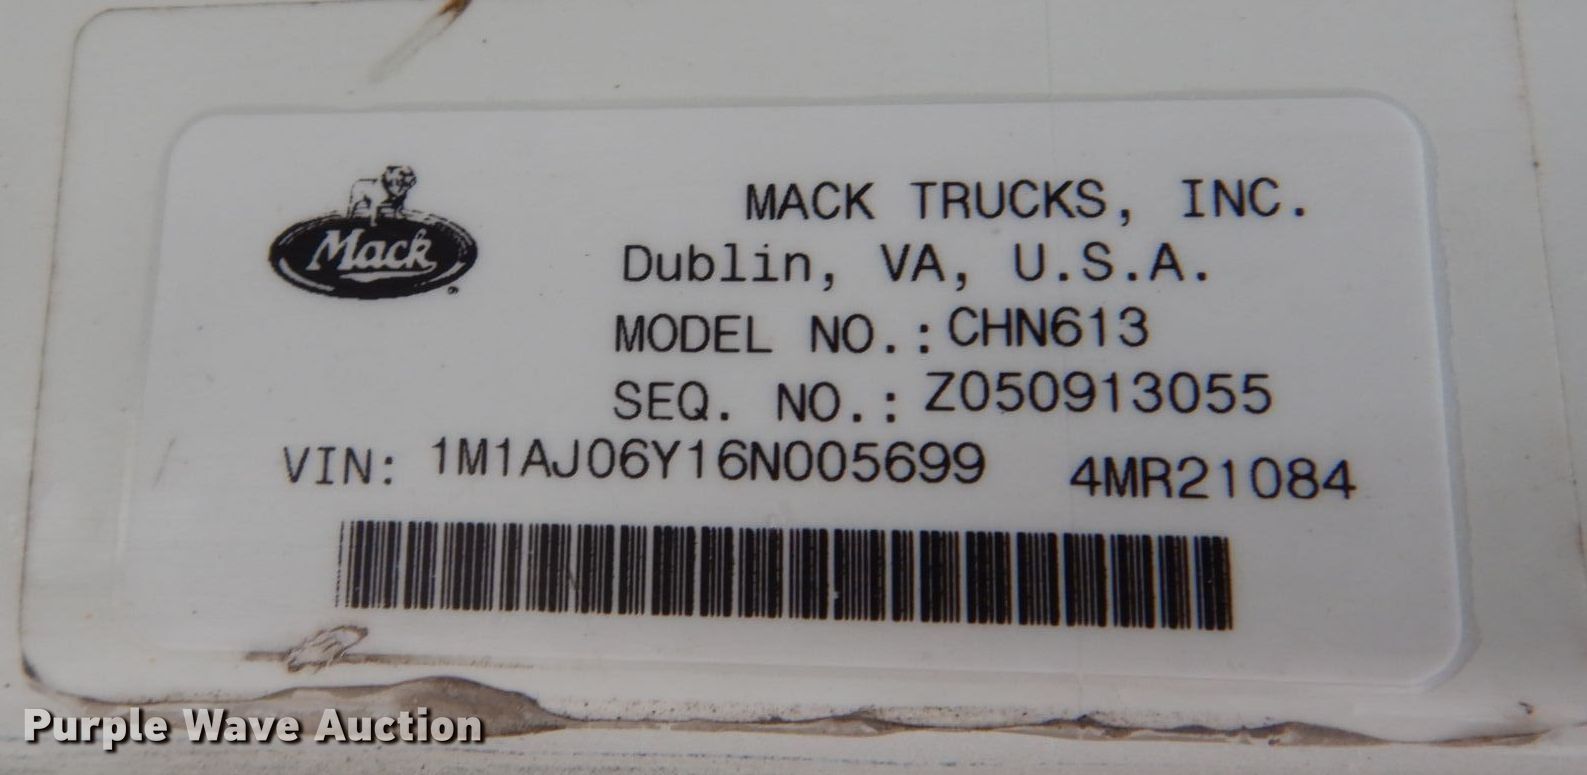 Mack
MACK TRUCKS, INC.
Dublin, VA, U.S.A.
MODEL NO.: CHN613
SEQ. NO.: Z050913055
VIN: 1M1AJ06Y16N005699 4MR21084
Purple Wave Auction